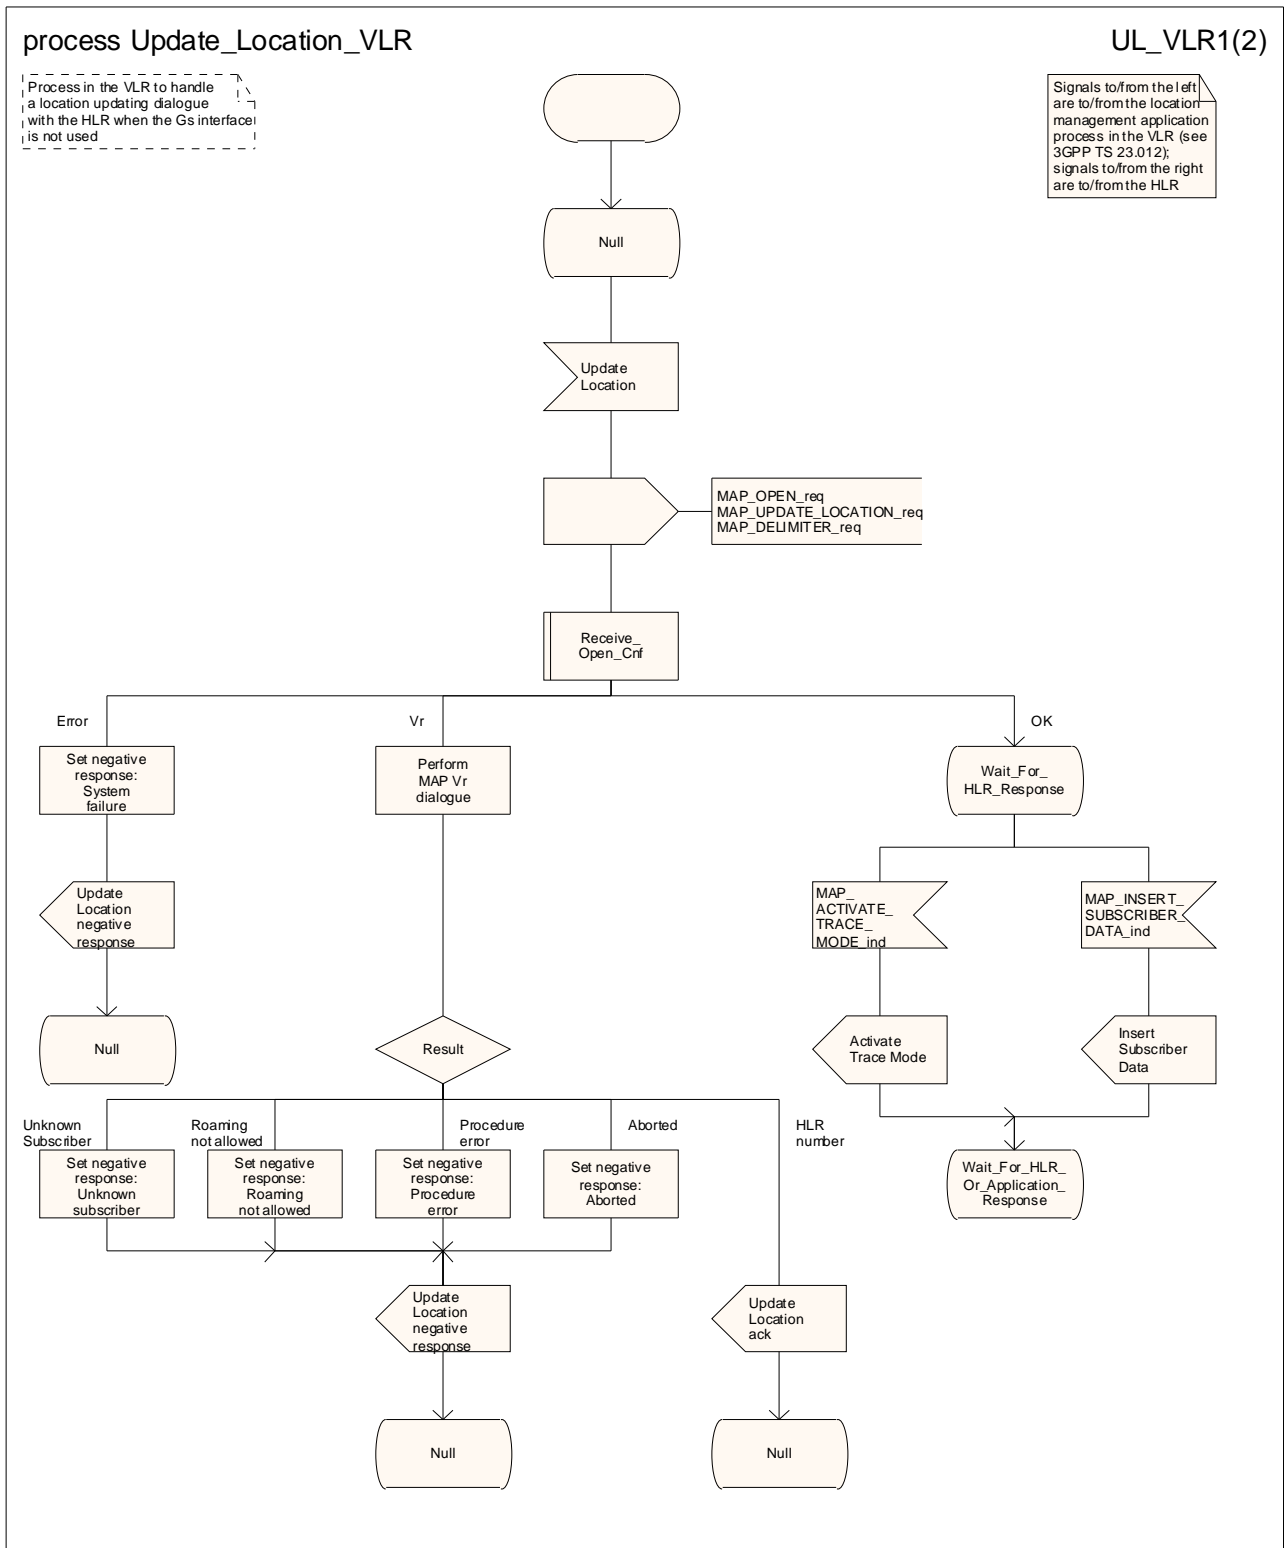 process Update_Location_VLR
UL_VLR1(2)
Process in the VLR to handle
a location updating dialogue
with the HLR when the Gs interface
is not used
Signals to/from the left
are to/from the location
management application
process in the VLR (see
3GPP TS 23.012);
signals to/from the right
are to/from the HLR
Null
Update
Location
MAP_OPEN_req
MAP_UPDATE_LOCATION_req
MAP_DELIMITER_req
Receive_
Open_Cnf
Error
Vr
OK
Set negative
response:
System
failure
Perform
MAP Vr
dialogue
Wait_For_
HLR_Response
Update
Location
negative
response
MAP_
ACTIVATE_
TRACE_
MODE_ind
MAP_INSERT_
SUBSCRIBER_
DATA_ind
Null
Result
Activate
Trace Mode
Insert
Subscriber
Data
Unknown
Subscriber
Roaming
not allowed
Procedure
error
Aborted
HLR
number
Set negative
response:
Unknown
subscriber
Set negative
response:
Roaming
not allowed
Set negative
response:
Procedure
error
Set negative
response:
Aborted
Wait_For_HLR_
Or_Application_
Response
Update
Location
negative
response
Update
Location
ack
Null
Null